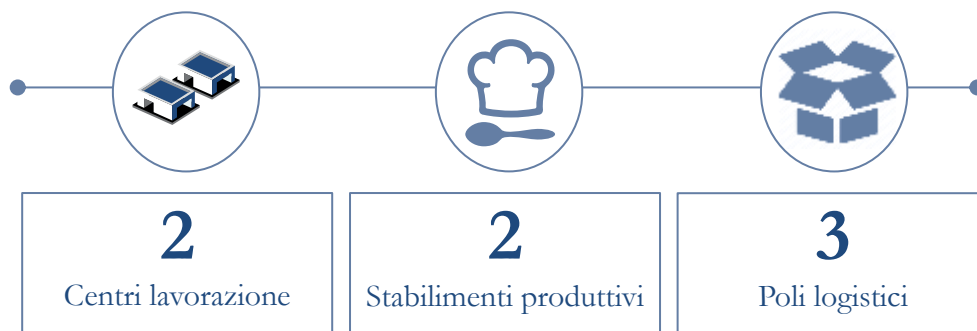 2
Centri lavorazione
2
Stabilimenti produttivi
3
Poli logistici